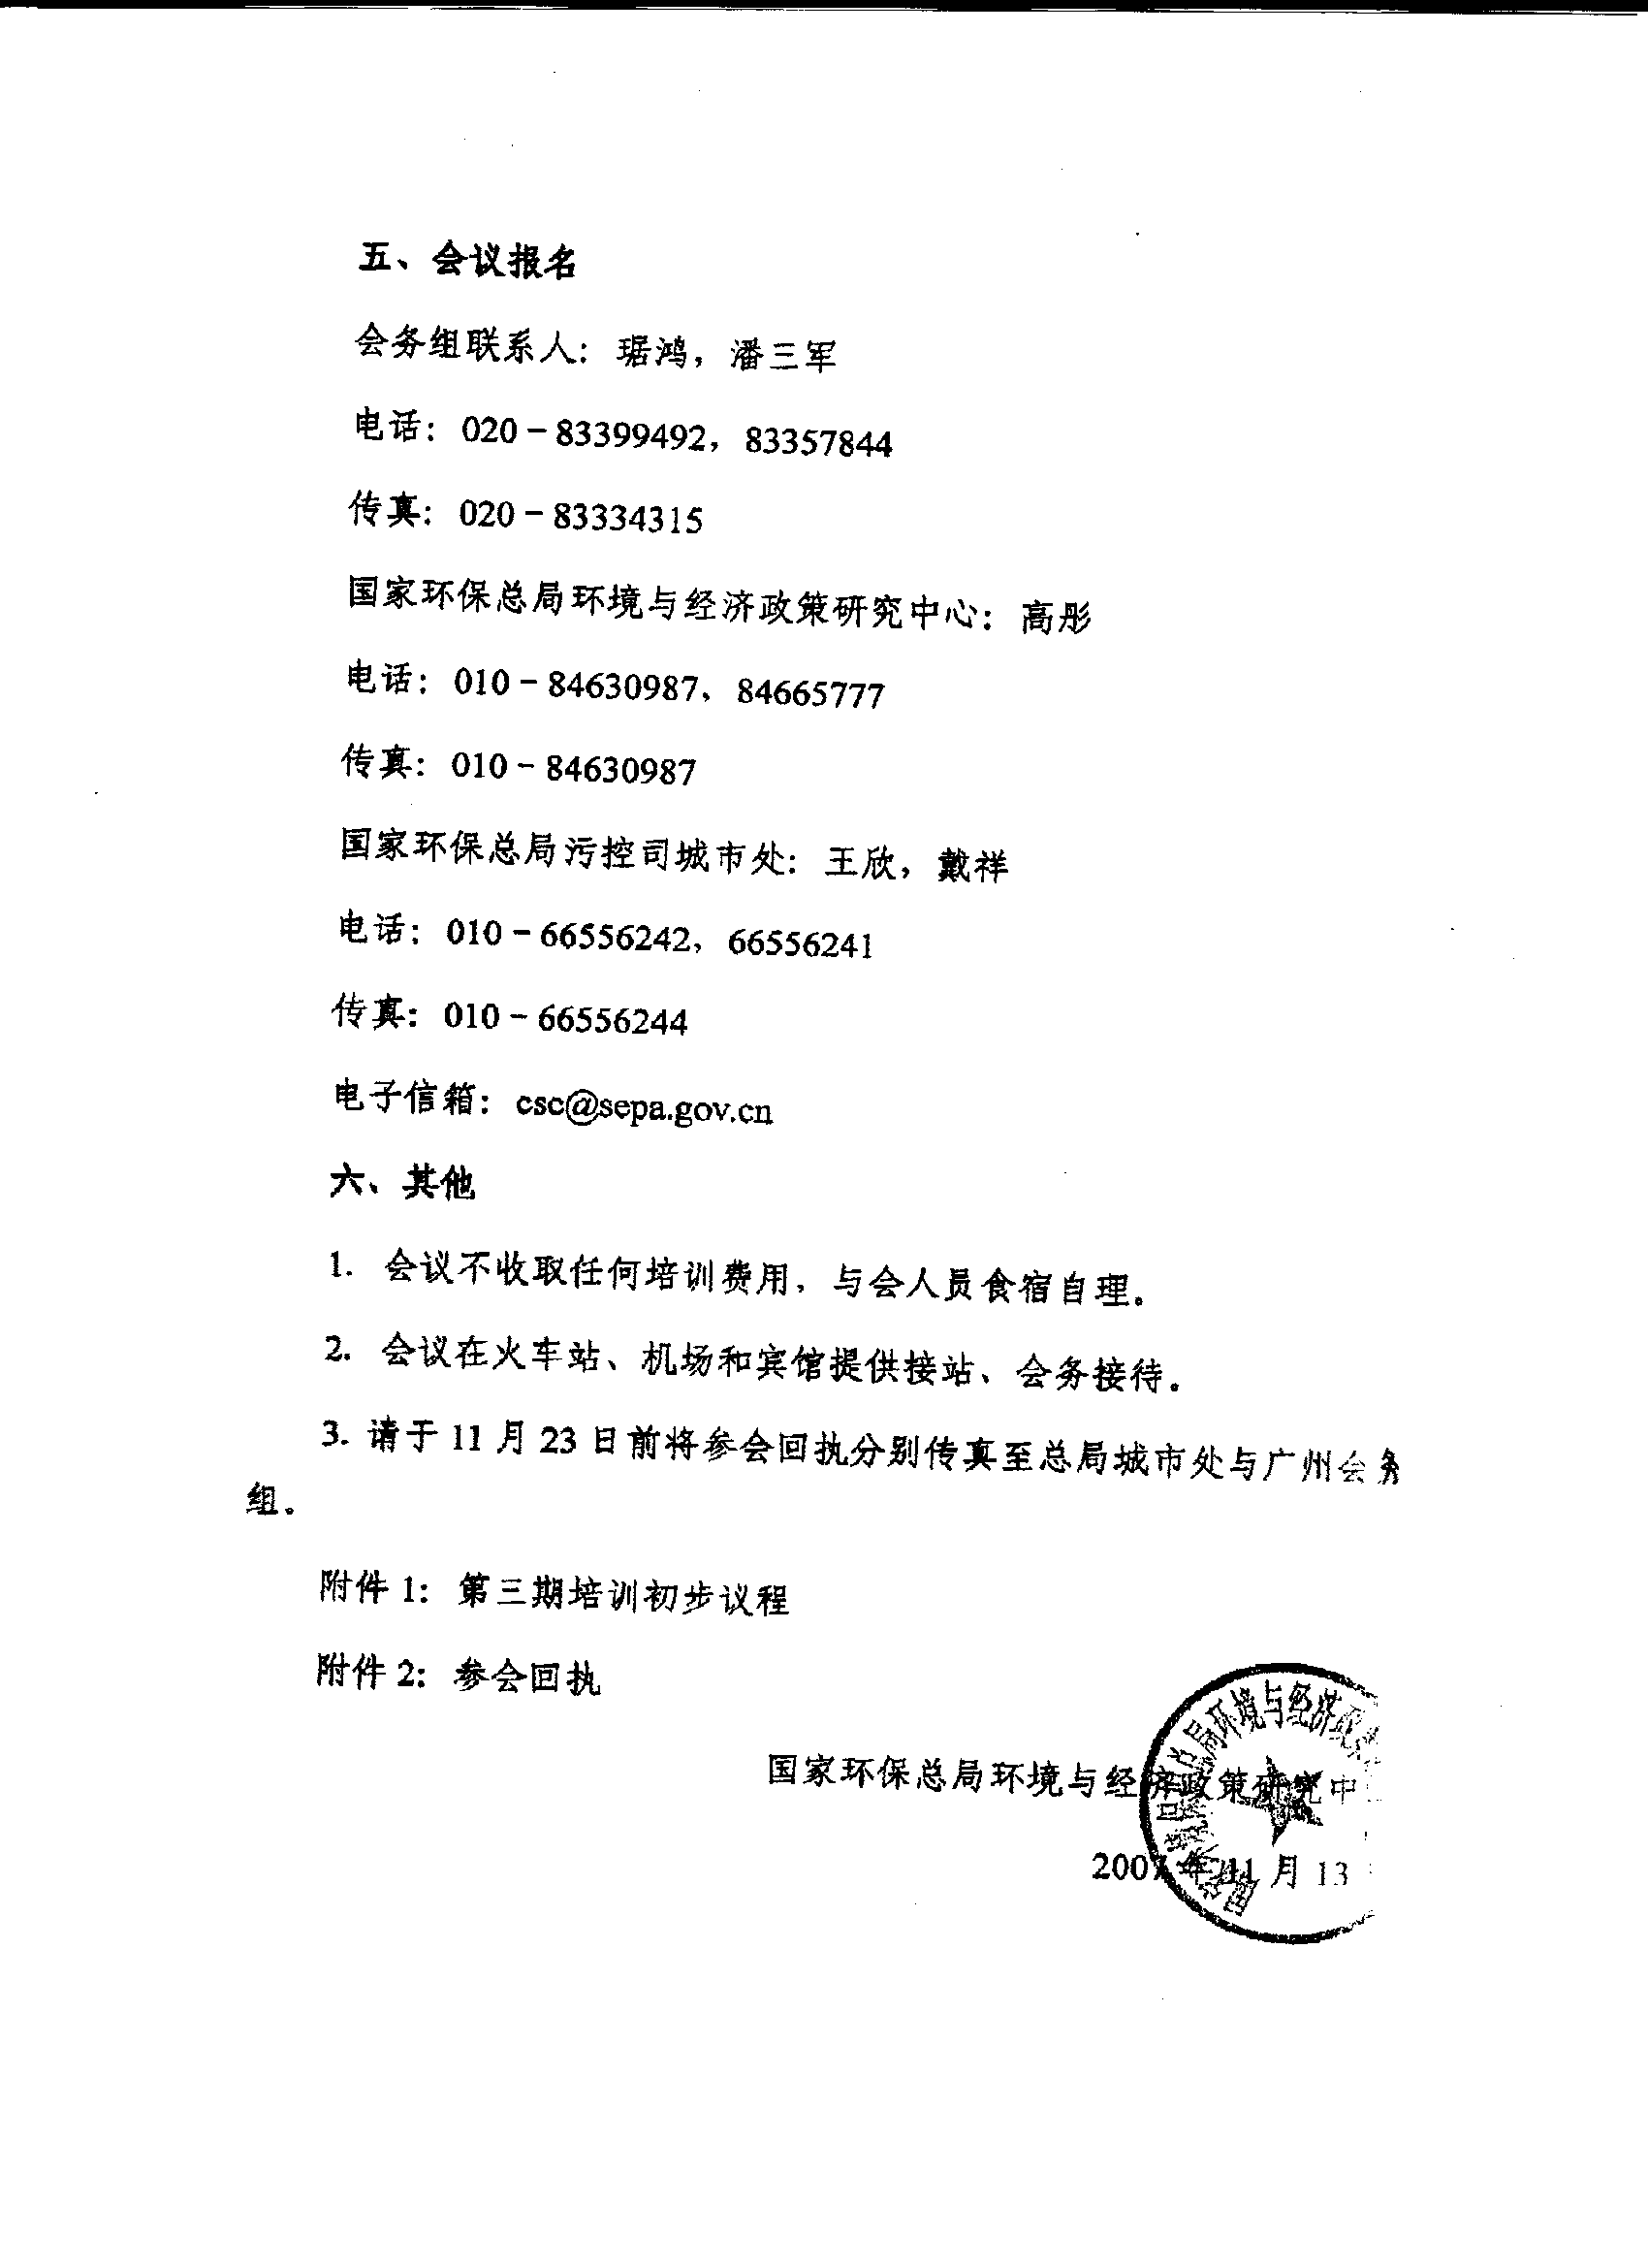 五、会议报名
会务组联系人：琚鸿，潘三军
电话：020－83399492，83357844
传真：020－83334315
国家环保总局环境与经济政策研究中心：高彤
电话：010－84630987、84665777
传真：010－84630987
国家环保总局污控司城市处：王欣，戴祥
电话：010－66556242，66556241
传真：010－66556244
电子信箱：csc@sepa.gov.cn
六、其他
1. 会议不收取任何培训费用，与会人员食宿自理。
2. 会议在火车站、机场和宾馆提供接站、会务接待。
3. 请于 11 月 23 日前将参会回执分别传真至总局城市处与广州会务
组。
附件 1：第三期培训初步议程
附件 2：参会回执
国家环保总局环境与经济政策研究中
2007 年 11 月 13